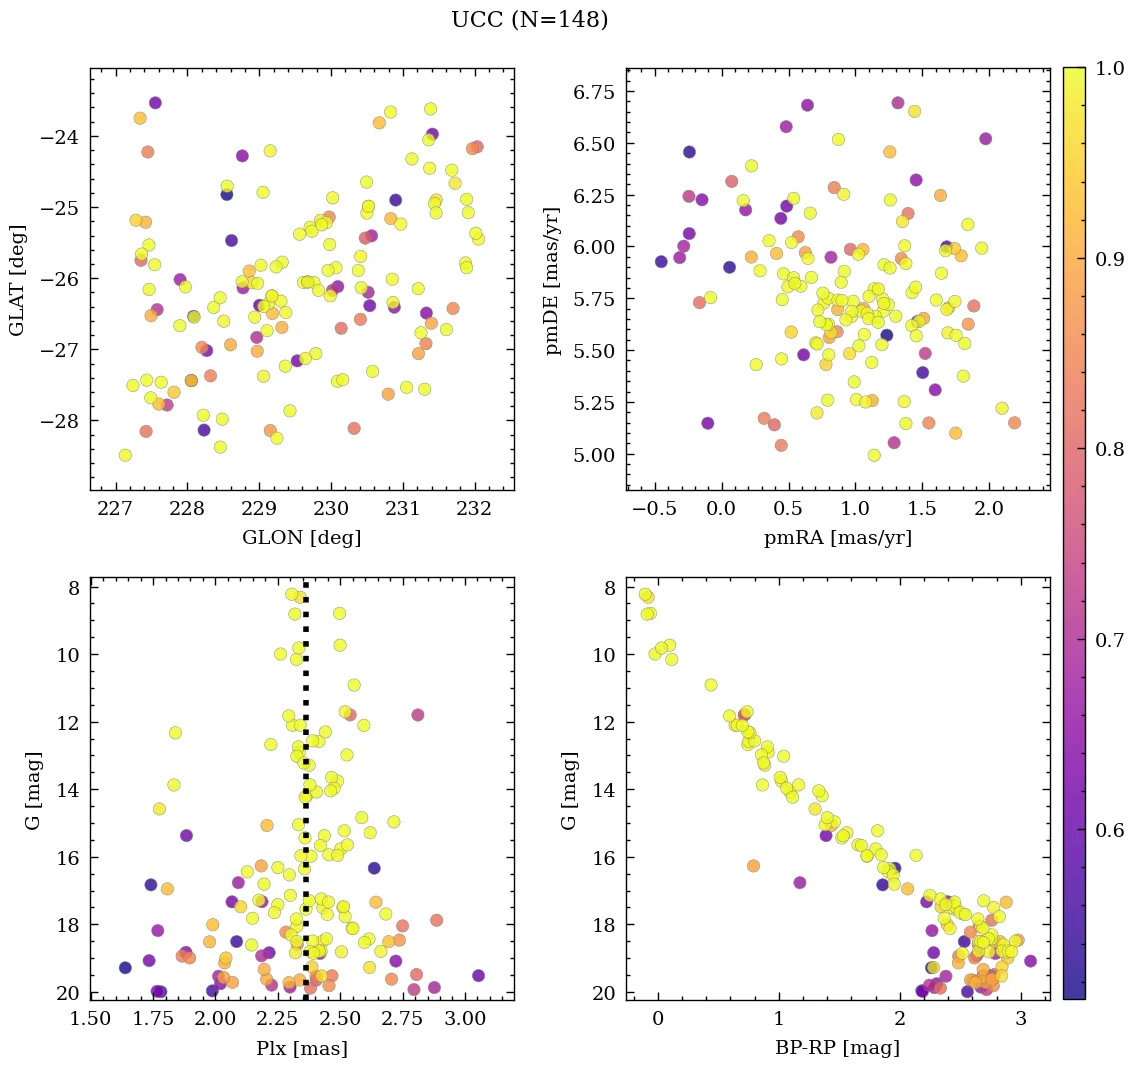 UCC (N=148)
−24
−25
−26
−27
−28
GLAT [deg]
227 228 229 230 231 232
GLON [deg]
6.75
6.50
6.25
6.00
5.75
5.50
5.25
5.00
pmDE [mas/yr]
−0.5 0.0 0.5 1.0 1.5 2.0
pmRA [mas/yr]
1.0
0.9
0.8
0.7
0.6
8
10
12
14
16
18
20
G [mag]
1.50 1.75 2.00 2.25 2.50 2.75 3.00
Plx [mas]
8
10
12
14
16
18
20
G [mag]
0 1 2 3
BP-RP [mag]